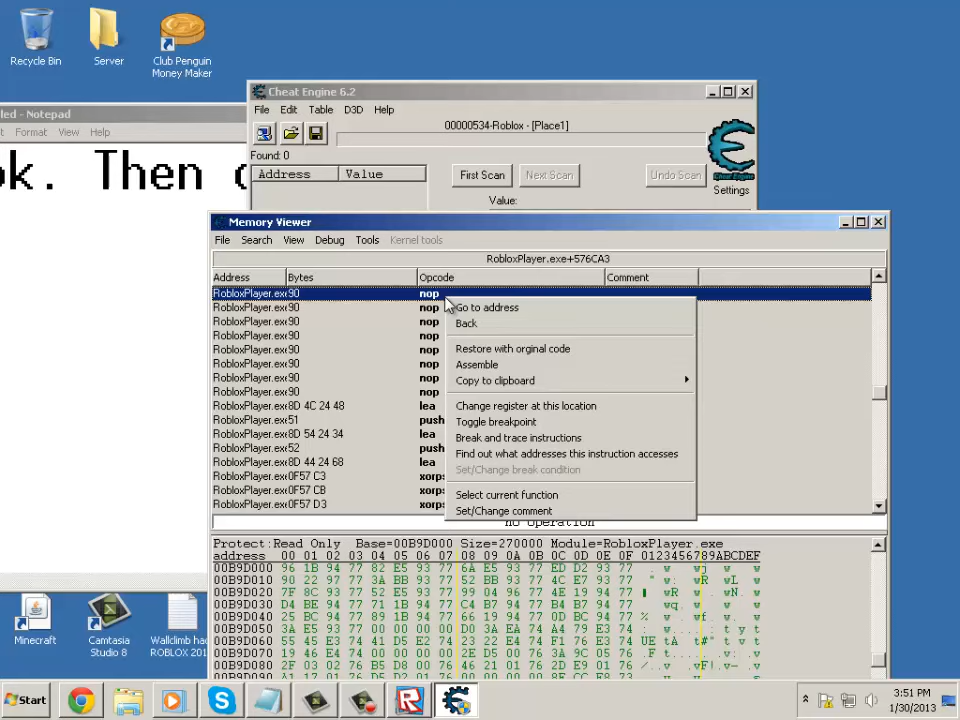 Recycle Bin
Server
Club Penguin
Money Maker
led - Notepad
Format View Help
ok. Then
Cheat Engine 6.2
File Edit Table D3D Help
00000534-Roblox - [Place1]
Found: 0
Address Value
First Scan Next Scan Undo Scan
Settings
Value:
Memory Viewer
File Search View Debug Tools Kernel tools
RobloxPlayer.exe+576CA3
Address Bytes Opcode Comment
RobloxPlayer.exe 90 nop
RobloxPlayer.exe 90 nop
RobloxPlayer.exe 90 nop
RobloxPlayer.exe 90 nop
RobloxPlayer.exe 90 nop
RobloxPlayer.exe 90 nop
RobloxPlayer.exe 90 nop
RobloxPlayer.exe 90 nop
RobloxPlayer.exe 8D 4C 24 48 lea
RobloxPlayer.exe 51 push
RobloxPlayer.exe 8D 54 24 34 lea
RobloxPlayer.exe 52 push
RobloxPlayer.exe 8D 44 24 68 lea
RobloxPlayer.exe 0F57 C3 xorps
RobloxPlayer.exe 0F57 CB xorps
RobloxPlayer.exe 0F57 D3 xorps
Go to address
Back
Restore with orginal code
Assemble
Copy to clipboard
Change register at this location
Toggle breakpoint
Break and trace instructions
Find out what addresses this instruction accesses
Set/Change break condition
Select current function
Set/Change comment
no operation
Protect:Read Only Base=00B9D000 Size=270000 Module=RobloxPlayer.exe
address 00 01 02 03 04 05 06 07 08 09 0A 0B 0C 0D 0E 0F 0123456789ABCDEF
00B9D000 96 1B 94 77 82 E5 93 77 6A E5 93 77 ED D2 93 77
00B9D010 90 22 97 77 3A BB 93 77 52 BB 93 77 4C E7 93 77
00B9D020 7F 8C 93 77 52 E5 93 77 99 04 96 77 4E 19 94 77
00B9D030 D4 BE 94 77 71 1B 94 77 C4 B7 94 77 B4 B7 94 77
00B9D040 25 BC 94 77 89 1B 94 77 66 19 94 77 0D BC 94 77
00B9D050 3A E5 93 77 00 00 00 00 D0 3A EA 74 A4 79 E3 74
00B9D060 55 45 E3 74 41 D5 E2 74 23 22 E4 74 F1 76 E3 74
00B9D070 19 46 E4 74 00 00 00 00 2E D5 00 76 3A 9C 05 76
00B9D080 2F 03 02 76 B5 D8 00 76 46 21 01 76 2D E9 01 76
Minecraft
Camtasia
Studio 8
Wallclimb hac
ROBLOX 201
Start
3:51 PM
1/30/2013